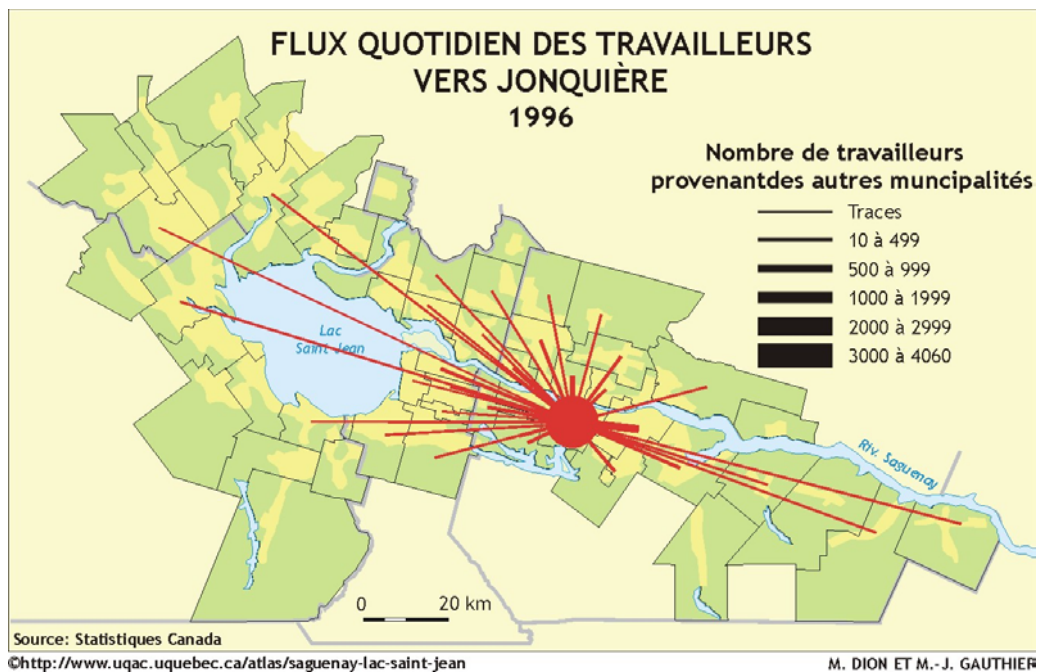 FLUX QUOTIDIEN DES TRAVAILLEURS
VERS JONQUIÈRE
1996
Nombre de travailleurs
provenantdes autres muncipalités
Traces
10 à 499
500 à 999
1000 à 1999
2000 à 2999
3000 à 4060
Lac
Saint-Jean
Riv. Saguenay
0 20 km
Source: Statistiques Canada
©http://www.uqac.uquebec.ca/atlas/saguenay-lac-saint-jean
M. DION ET M.-J. GAUTHIER